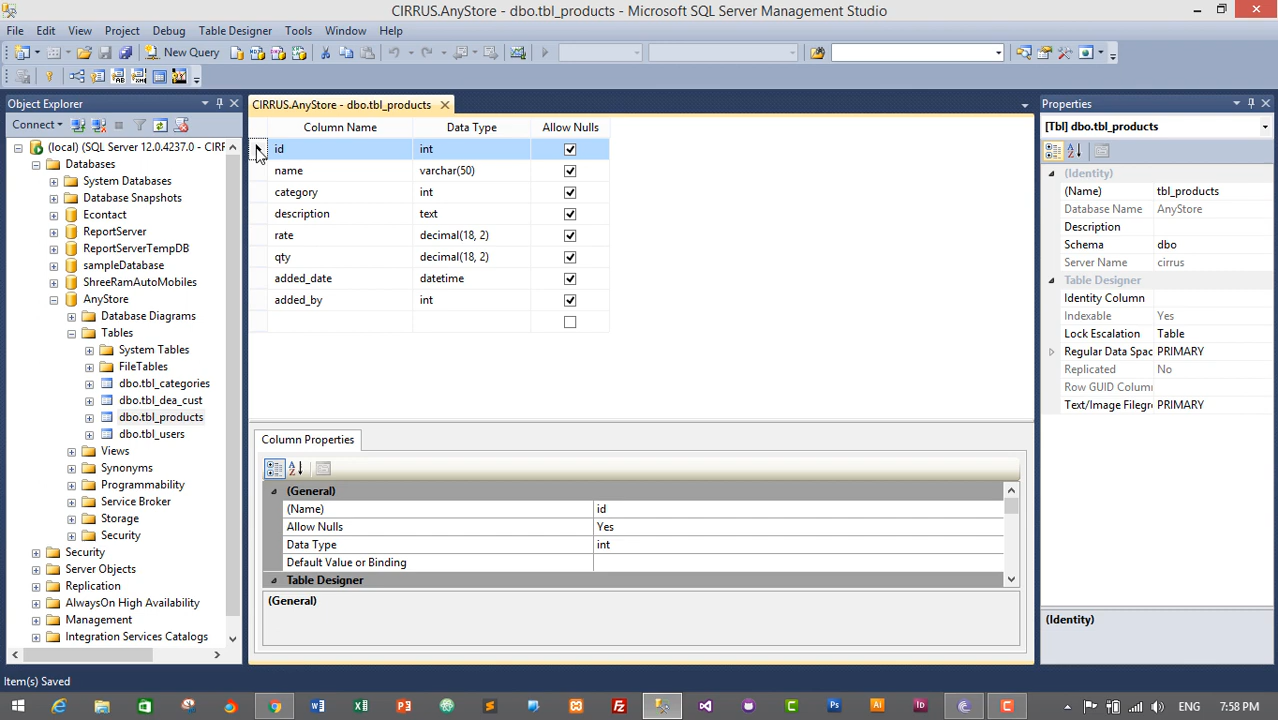 CIRRUS.AnyStore - dbo.tbl_products - Microsoft SQL Server Management Studio
File Edit View Project Debug Table Designer Tools Window Help
New Query
Object Explorer
Connect
(local) (SQL Server 12.0.4237.0 - CIRR
Databases
System Databases
Database Snapshots
Econtact
ReportServer
ReportServerTempDB
sampleDatabase
ShreeRamAutoMobiles
AnyStore
Database Diagrams
Tables
System Tables
FileTables
dbo.tbl_categories
dbo.tbl_dea_cust
dbo.tbl_products
dbo.tbl_users
Views
Synonyms
Programmability
Service Broker
Storage
Security
Security
Server Objects
Replication
AlwaysOn High Availability
Management
Integration Services Catalogs
CIRRUS.AnyStore - dbo.tbl_products
Column Name Data Type Allow Nulls
id int
name varchar(50)
category int
description text
rate decimal(18, 2)
qty decimal(18, 2)
added_date datetime
added_by int
Column Properties
(General)
(Name) id
Allow Nulls Yes
Data Type int
Default Value or Binding
Table Designer
(General)
Properties
[Tbl] dbo.tbl_products
(Identity)
(Name) tbl_products
Database Name AnyStore
Description
Schema dbo
Server Name cirrus
Table Designer
Identity Column
Indexable Yes
Lock Escalation Table
Regular Data Spac PRIMARY
Replicated No
Row GUID Column
Text/Image Filegr PRIMARY
(Identity)
Item(s) Saved
ENG 7:58 PM